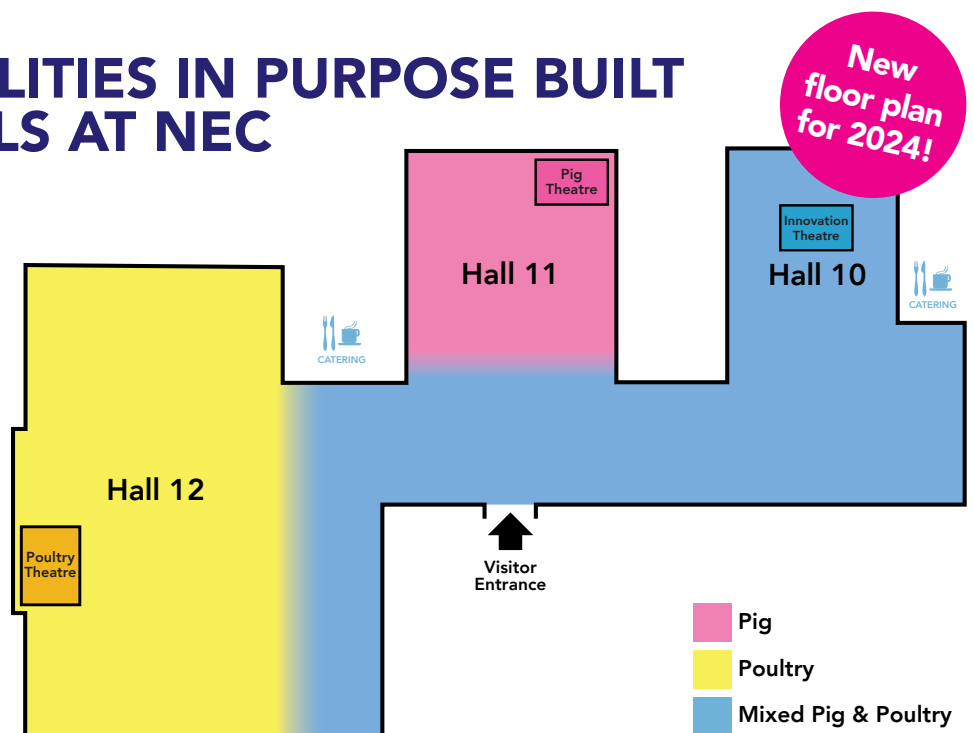 LITIES IN PURPOSE BUILT
LS AT NEC
New
floor plan
for 2024!
Pig
Theatre
Innovation
Theatre
Hall 11
Hall 10
CATERING
CATERING
Hall 12
Poultry
Theatre
Visitor
Entrance
Pig
Poultry
Mixed Pig & Poultry